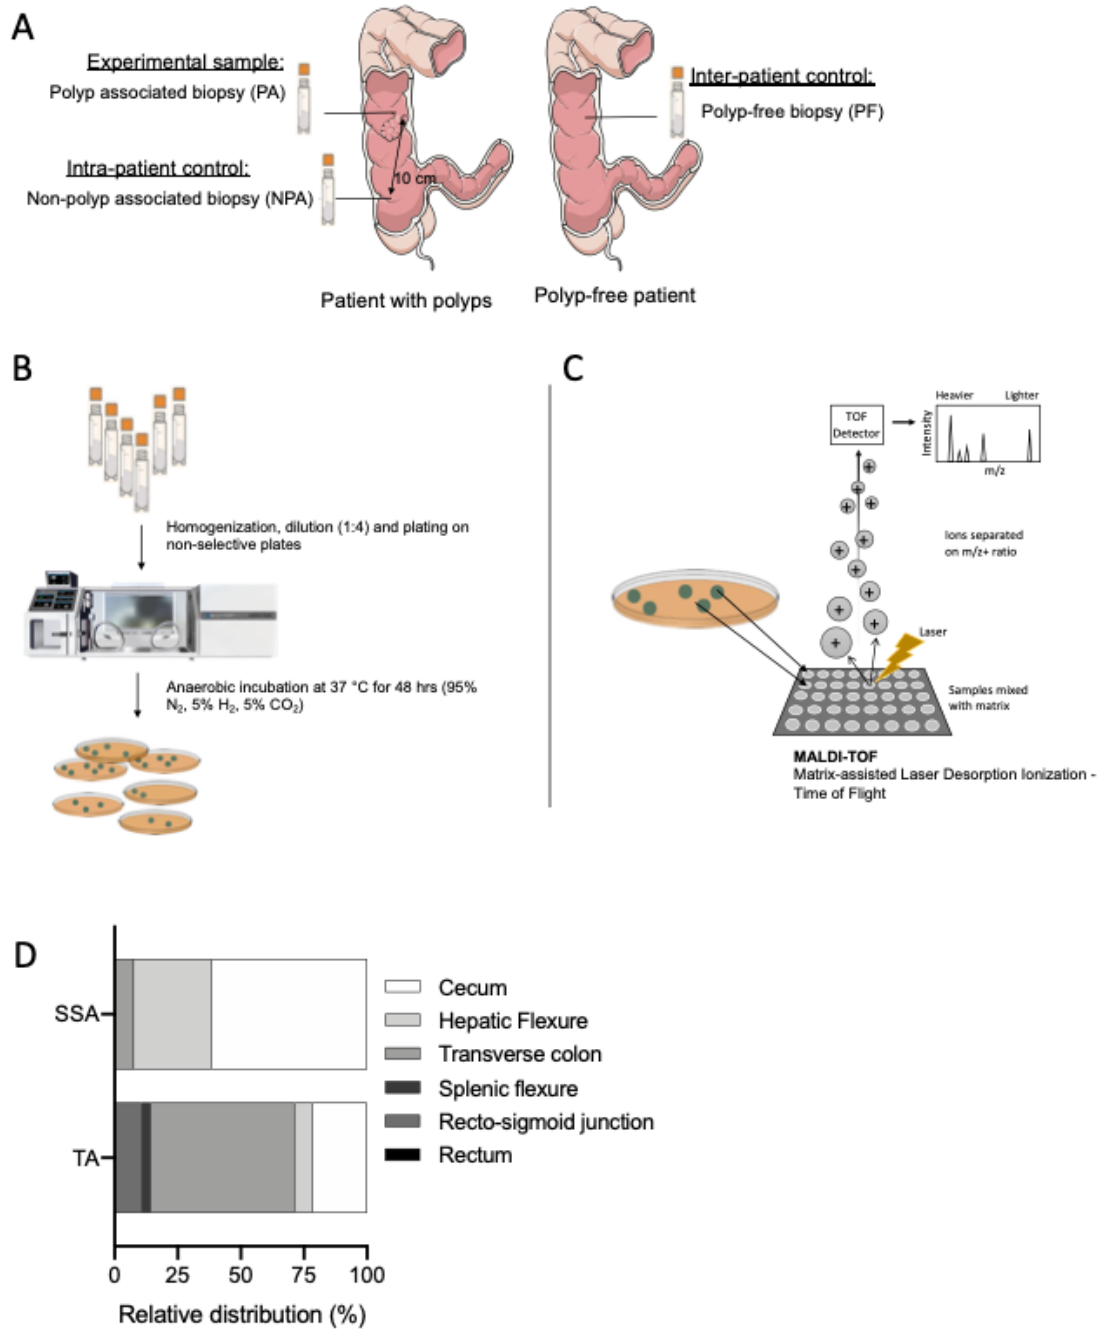 A
Experimental sample:
Polyp associated biopsy (PA)
Intra-patient control:
Non-polyp associated biopsy (NPA)
10 cm
Patient with polyps
Inter-patient control:
Polyp-free biopsy (PF)
Polyp-free patient
B
Homogenization, dilution (1:4) and plating on
non-selective plates
Anaerobic incubation at 37 °C for 48 hrs (95%
N2, 5% H2, 5% CO2)
C
TOF
Detector
Heavier Lighter
Intensity
m/z
Ions separated
on m/z+ ratio
+
+
+
+
+
+
+
+
+
+
+
Laser
Samples mixed
with matrix
MALDI-TOF
Matrix-assisted Laser Desorption Ionization -
Time of Flight
D
SSA
TA
0 25 50 75 100
Relative distribution (%)
Cecum
Hepatic Flexure
Transverse colon
Splenic flexure
Recto-sigmoid junction
Rectum